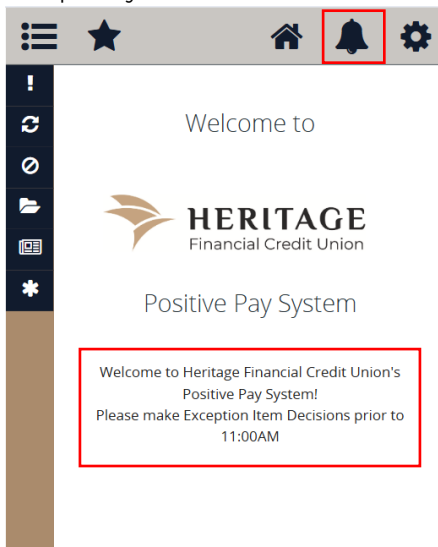 Welcome to
HERITAGE
Financial Credit Union
Positive Pay System
Welcome to Heritage Financial Credit Union's
Positive Pay System!
Please make Exception Item Decisions prior to
11:00AM